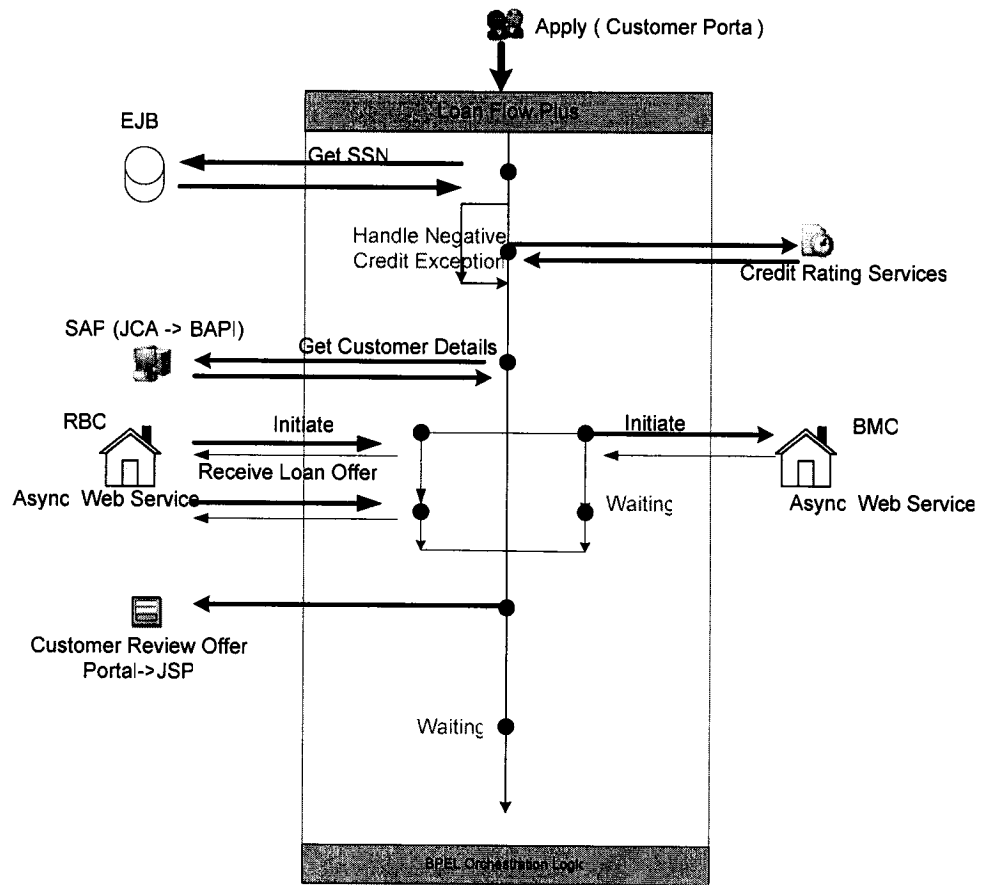 Apply ( Customer Porta )
Loan Flow Plus
EJB
Get SSN
Handle Negative
Credit Exception
Credit Rating Services
SAP (JCA -> BAPI)
Get Customer Details
RBC
Initiate
Initiate
BMC
Receive Loan Offer
Async Web Service
Waiting
Async Web Service
Customer Review Offer
Portal->JSP
Waiting
BPEL Orchestration Logic